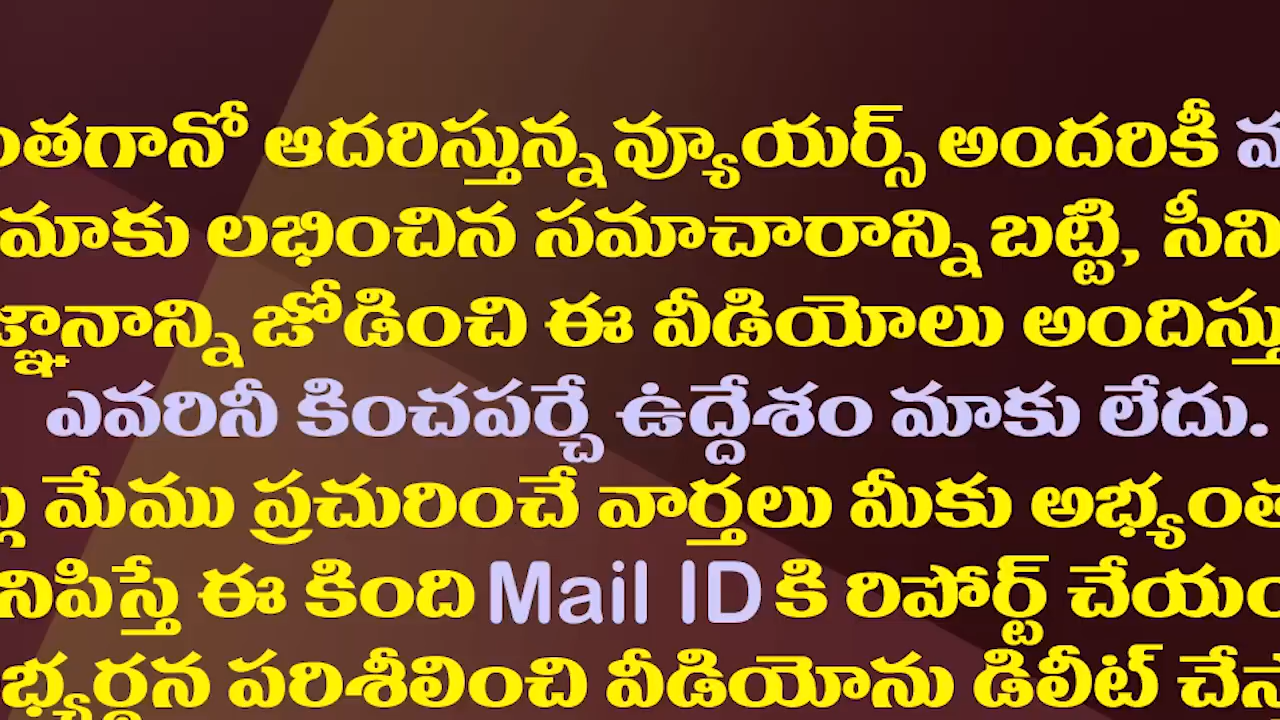 ఆదరిస్తున్న వ్యూయర్స్ అందరికీ
మాకు లభించిన సమాచారాన్ని బట్టి,
జోడించి ఈ వీడియోలు
ఎవరినీ కించపర్చే ఉద్దేశం మాకు లేదు.
మేము ప్రచురించే వార్తలు మీకు
ఈ కింది Mail ID కి రిపోర్ట్
పరిశీలించి వీడియోను డిలీట్